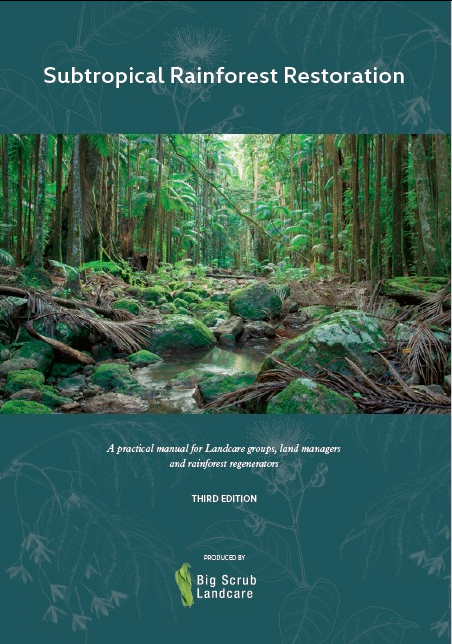 Subtropical Rainforest Restoration
A practical manual for Landcare groups, land managers
and rainforest regenerators
THIRD EDITION
PRODUCED BY
Big Scrub
Landcare